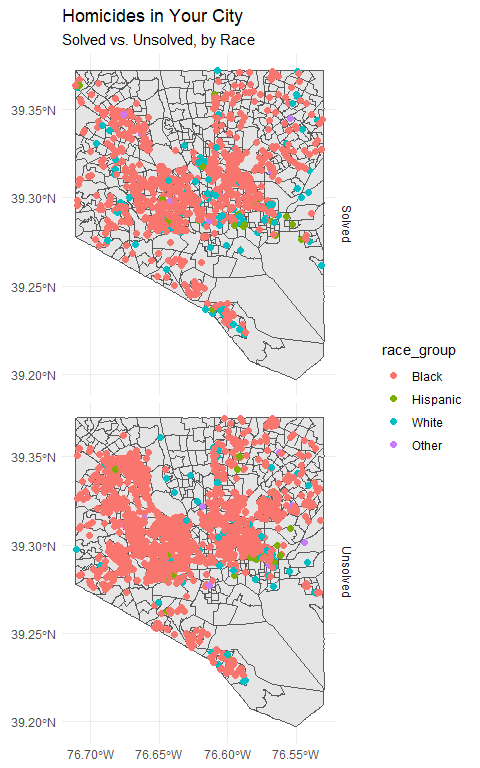 Homicides in Your City
Solved vs. Unsolved, by Race
39.35°N
39.30°N
39.25°N
39.20°N
Solved
39.35°N
39.30°N
39.25°N
39.20°N
Unsolved
76.70°W 76.65°W 76.60°W 76.55°W
race_group
Black
Hispanic
White
Other